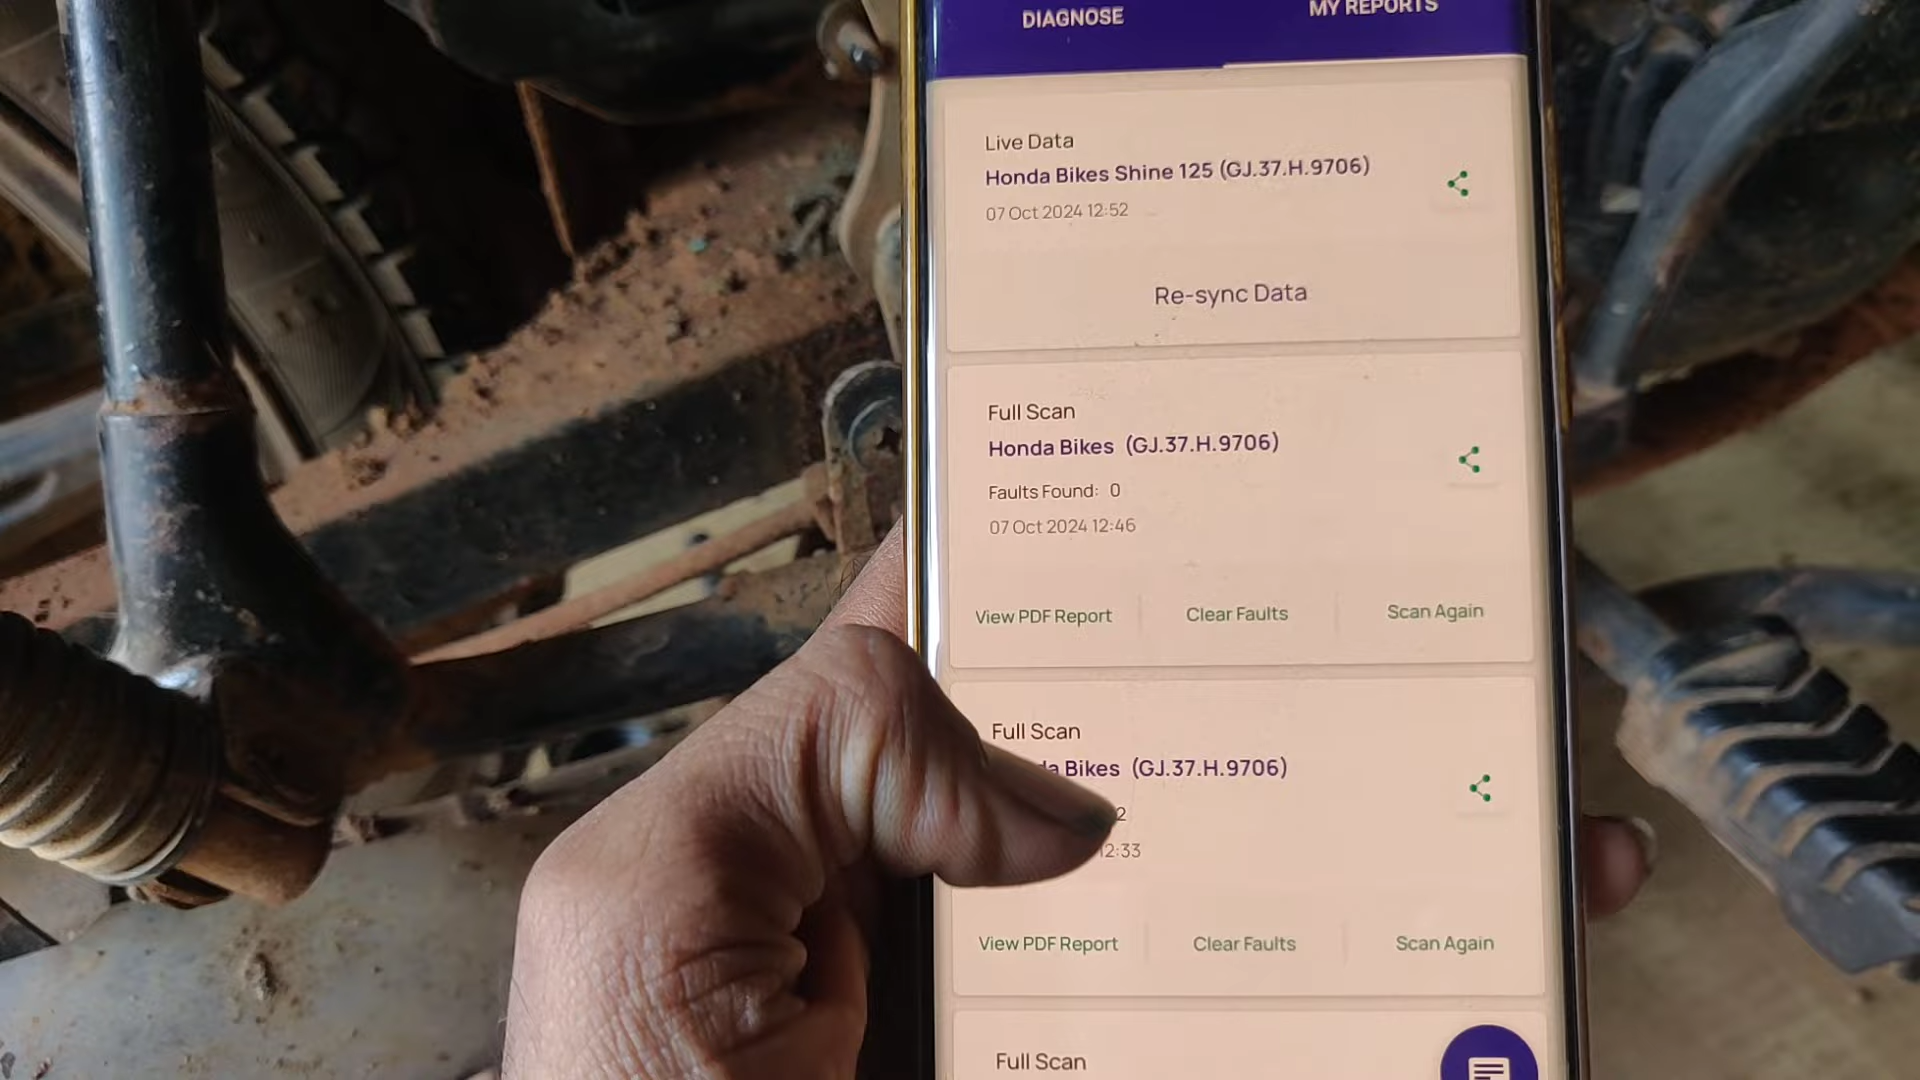 DIAGNOSE
MY REPORTS
Live Data
Honda Bikes Shine 125 (GJ.37.H.9706)
07 Oct 2024 12:52
Re-sync Data
Full Scan
Honda Bikes (GJ.37.H.9706)
Faults Found: 0
07 Oct 2024 12:46
View PDF Report
Clear Faults
Scan Again
Full Scan
Bikes (GJ.37.H.9706)
2
12:33
View PDF Report
Clear Faults
Scan Again
Full Scan